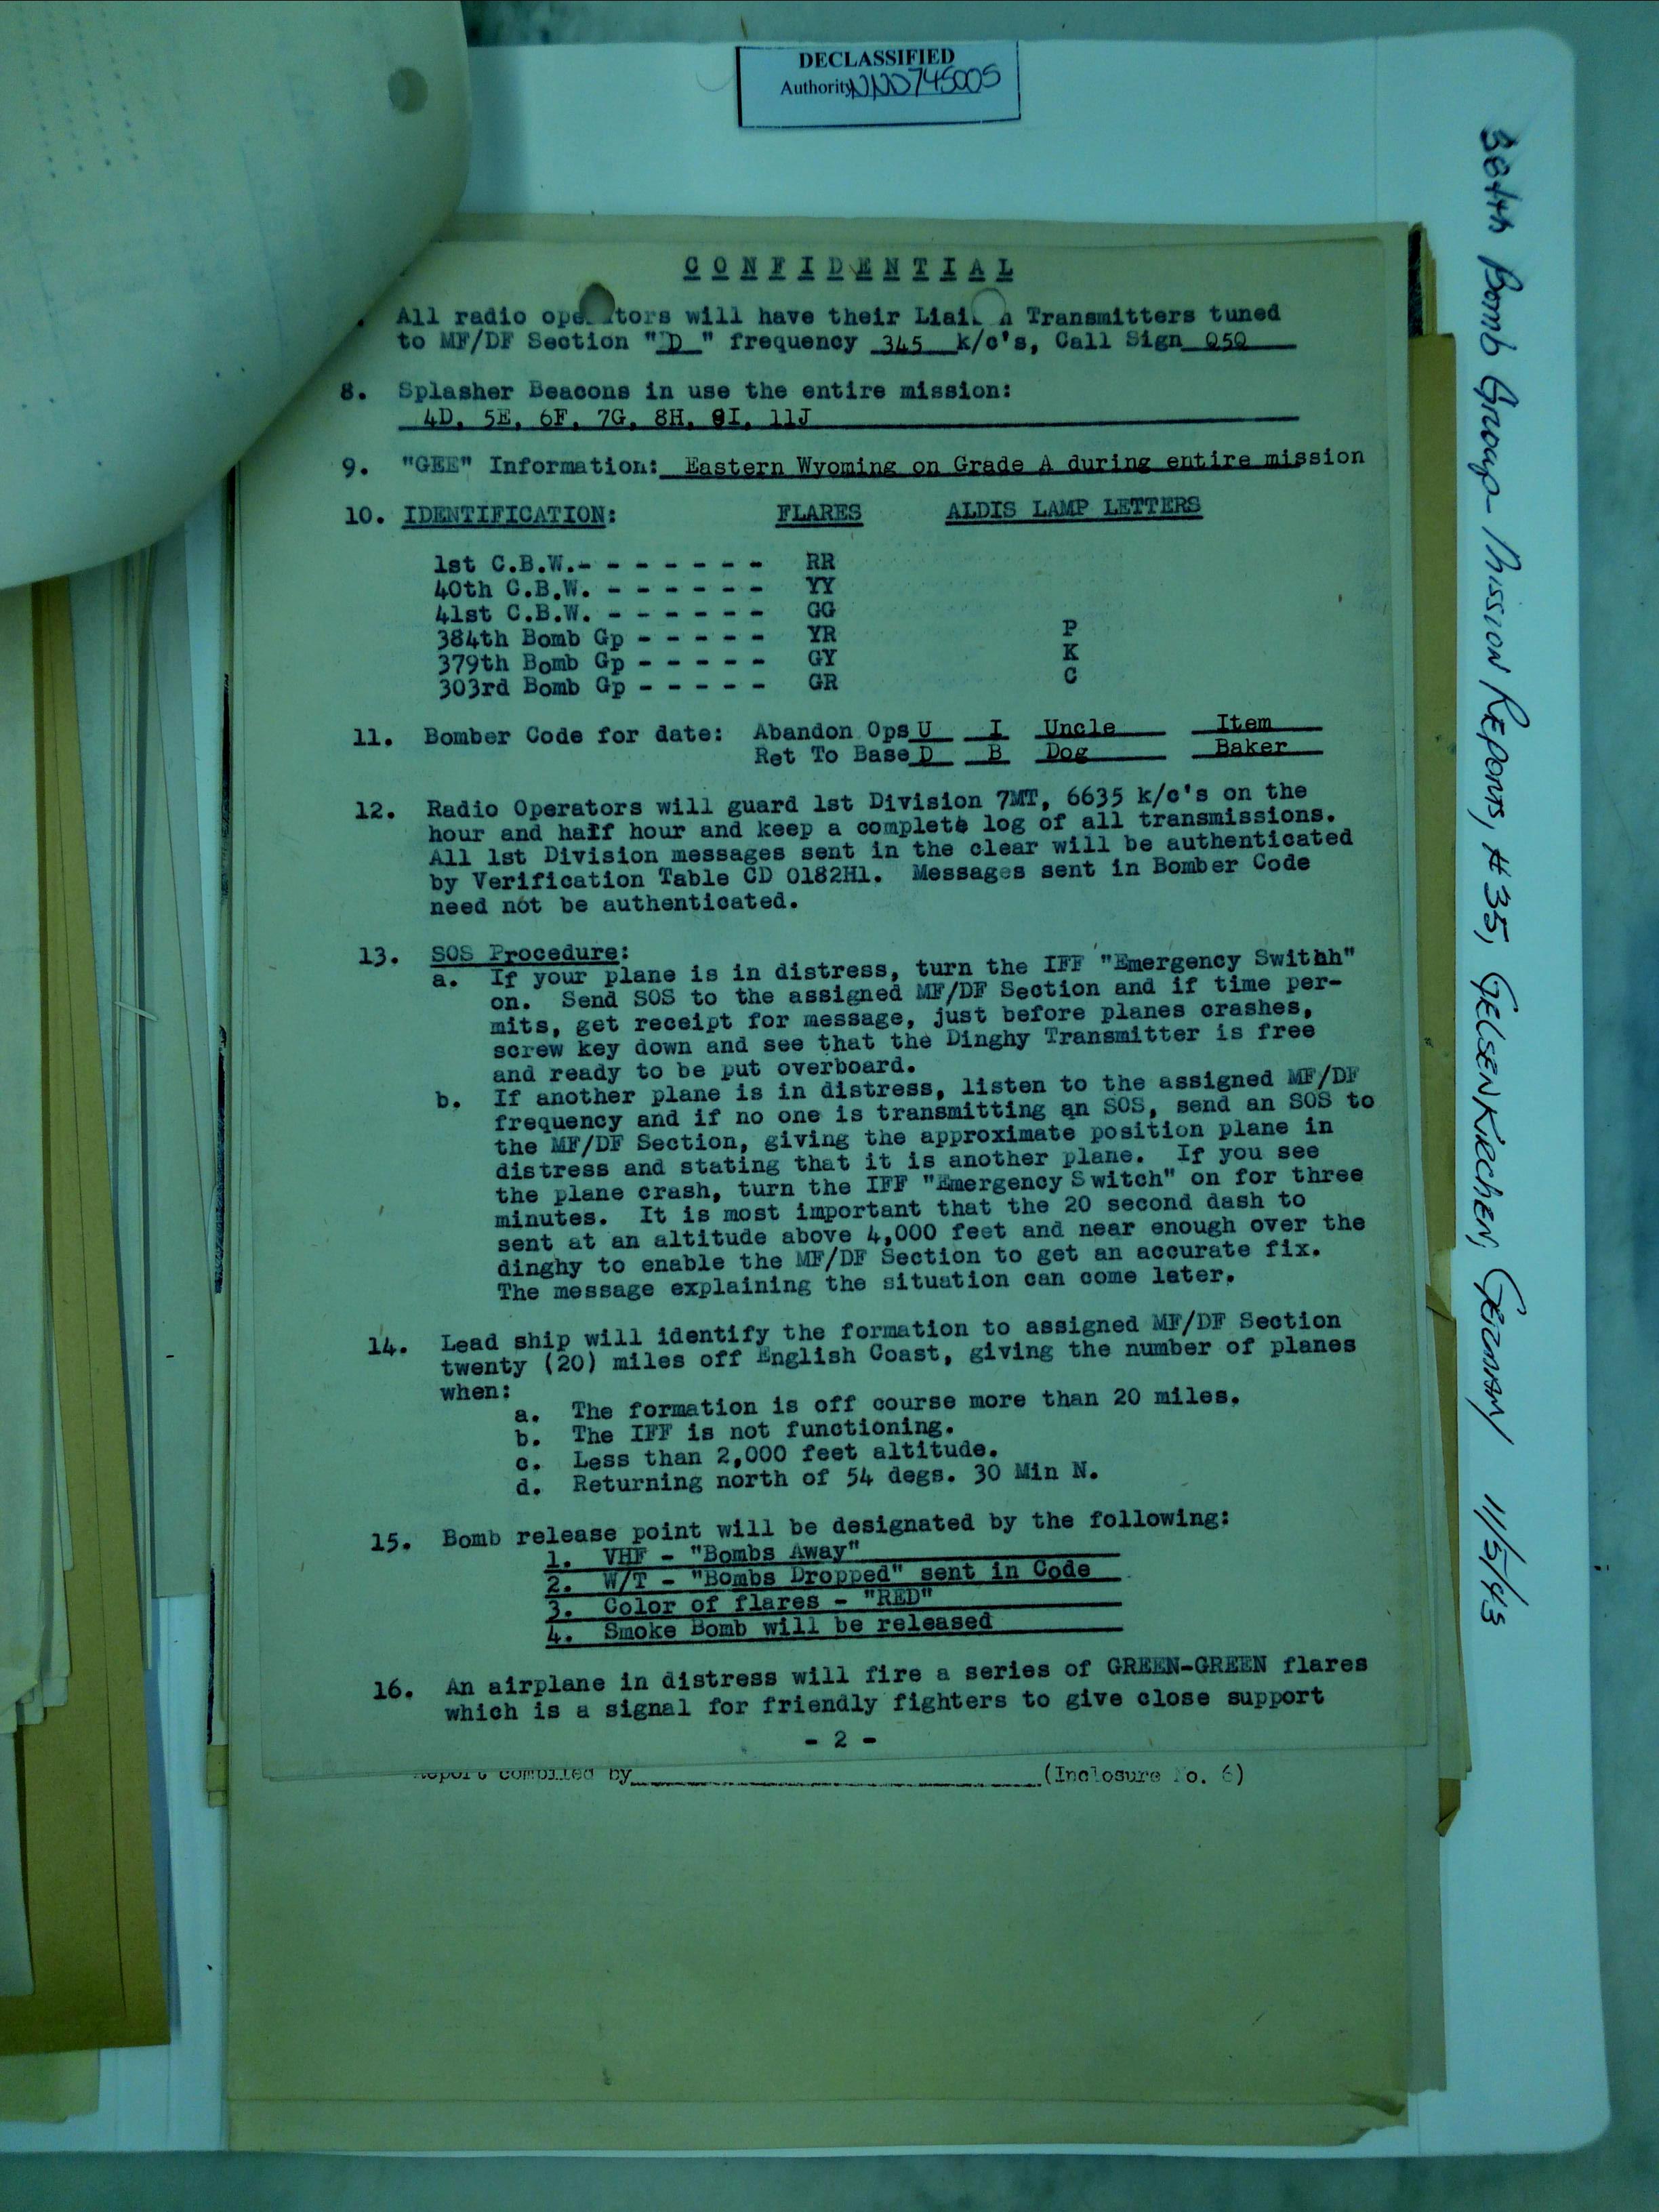 DECLASSIFIED
Authority NND745005
384th Bomb Group Mission Reports, #35, Gelsenkirchen, Germany 11/5/43
CONFIDENTIAL
All radio tors will have their Transmitters tuned
to MF/DF Section "D" frequency 345 k/c's, Call Sign Q5Q
8. Splasher Beacons in use the entire mission:
4D, 5E, 6F, 7G, 8H, 9I, 11J
9. "GEE" Information: Eastern Wyoming on Grade A during entire mission
10. IDENTIFICATION: FLARES ALDIS LAMP LETTERS
1st C.B.W.- - - - - - - RR
40th C.B.W. - - - - - - YY
41st C.B.W. - - - - - - GG
384th Bomb Gp - - - - - YR P
379th Bomb Gp - - - - - GY K
303rd Bomb Gp - - - - - GR C
11. Bomber Code for date: Abandon Ops U I Uncle Item
Ret To Base D B Dog Baker
12. Radio Operators will guard 1st Division 7MT, 6635 k/c's on the
hour and half hour and keep a complete log of all transmissions.
All 1st Division messages sent in the clear will be authenticated
by Verification Table CD 0182H1. Messages sent in Bomber Code
need not be authenticated.
13. SOS Procedure:
a. If your plane is in distress, turn the IFF "Emergency Swithh"
on. Send SOS to the assigned MF/DF Section and if time per-
mits, get receipt for message, just before planes crashes,
screw key down and see that the Dinghy Transmitter is free
and ready to be put overboard.
b. If another plane is in distress, listen to the assigned MF/DF
frequency and if no one is transmitting an SOS, send an SOS to
the MF/DF Section, giving the approximate position plane in
distress and stating that it is another plane. If you see
the plane crash, turn the IFF "Emergency Switch" on for three
minutes. It is most important that the 20 second dash to
sent at an altitude above 4,000 feet and near enough over the
dinghy to enable the MF/DF Section to get an accurate fix.
The message explaining the situation can come later.
14. Lead ship will identify the formation to assigned MF/DF Section
twenty (20) miles off English Coast, giving the number of planes
when:
a. The formation is off course more than 20 miles.
b. The IFF is not functioning.
c. Less than 2,000 feet altitude.
d. Returning north of 54 degs. 30 Min N.
15. Bomb release point will be designated by the following:
1. VHF - "Bombs Away"
2. W/T - "Bombs Dropped" sent in Code
3. Color of flares - "RED"
4. Smoke Bomb will be released
16. An airplane in distress will fire a series of GREEN-GREEN flares
which is a signal for friendly fighters to give close support
- 2 -
Report compiled by (Inclosure No. 6)